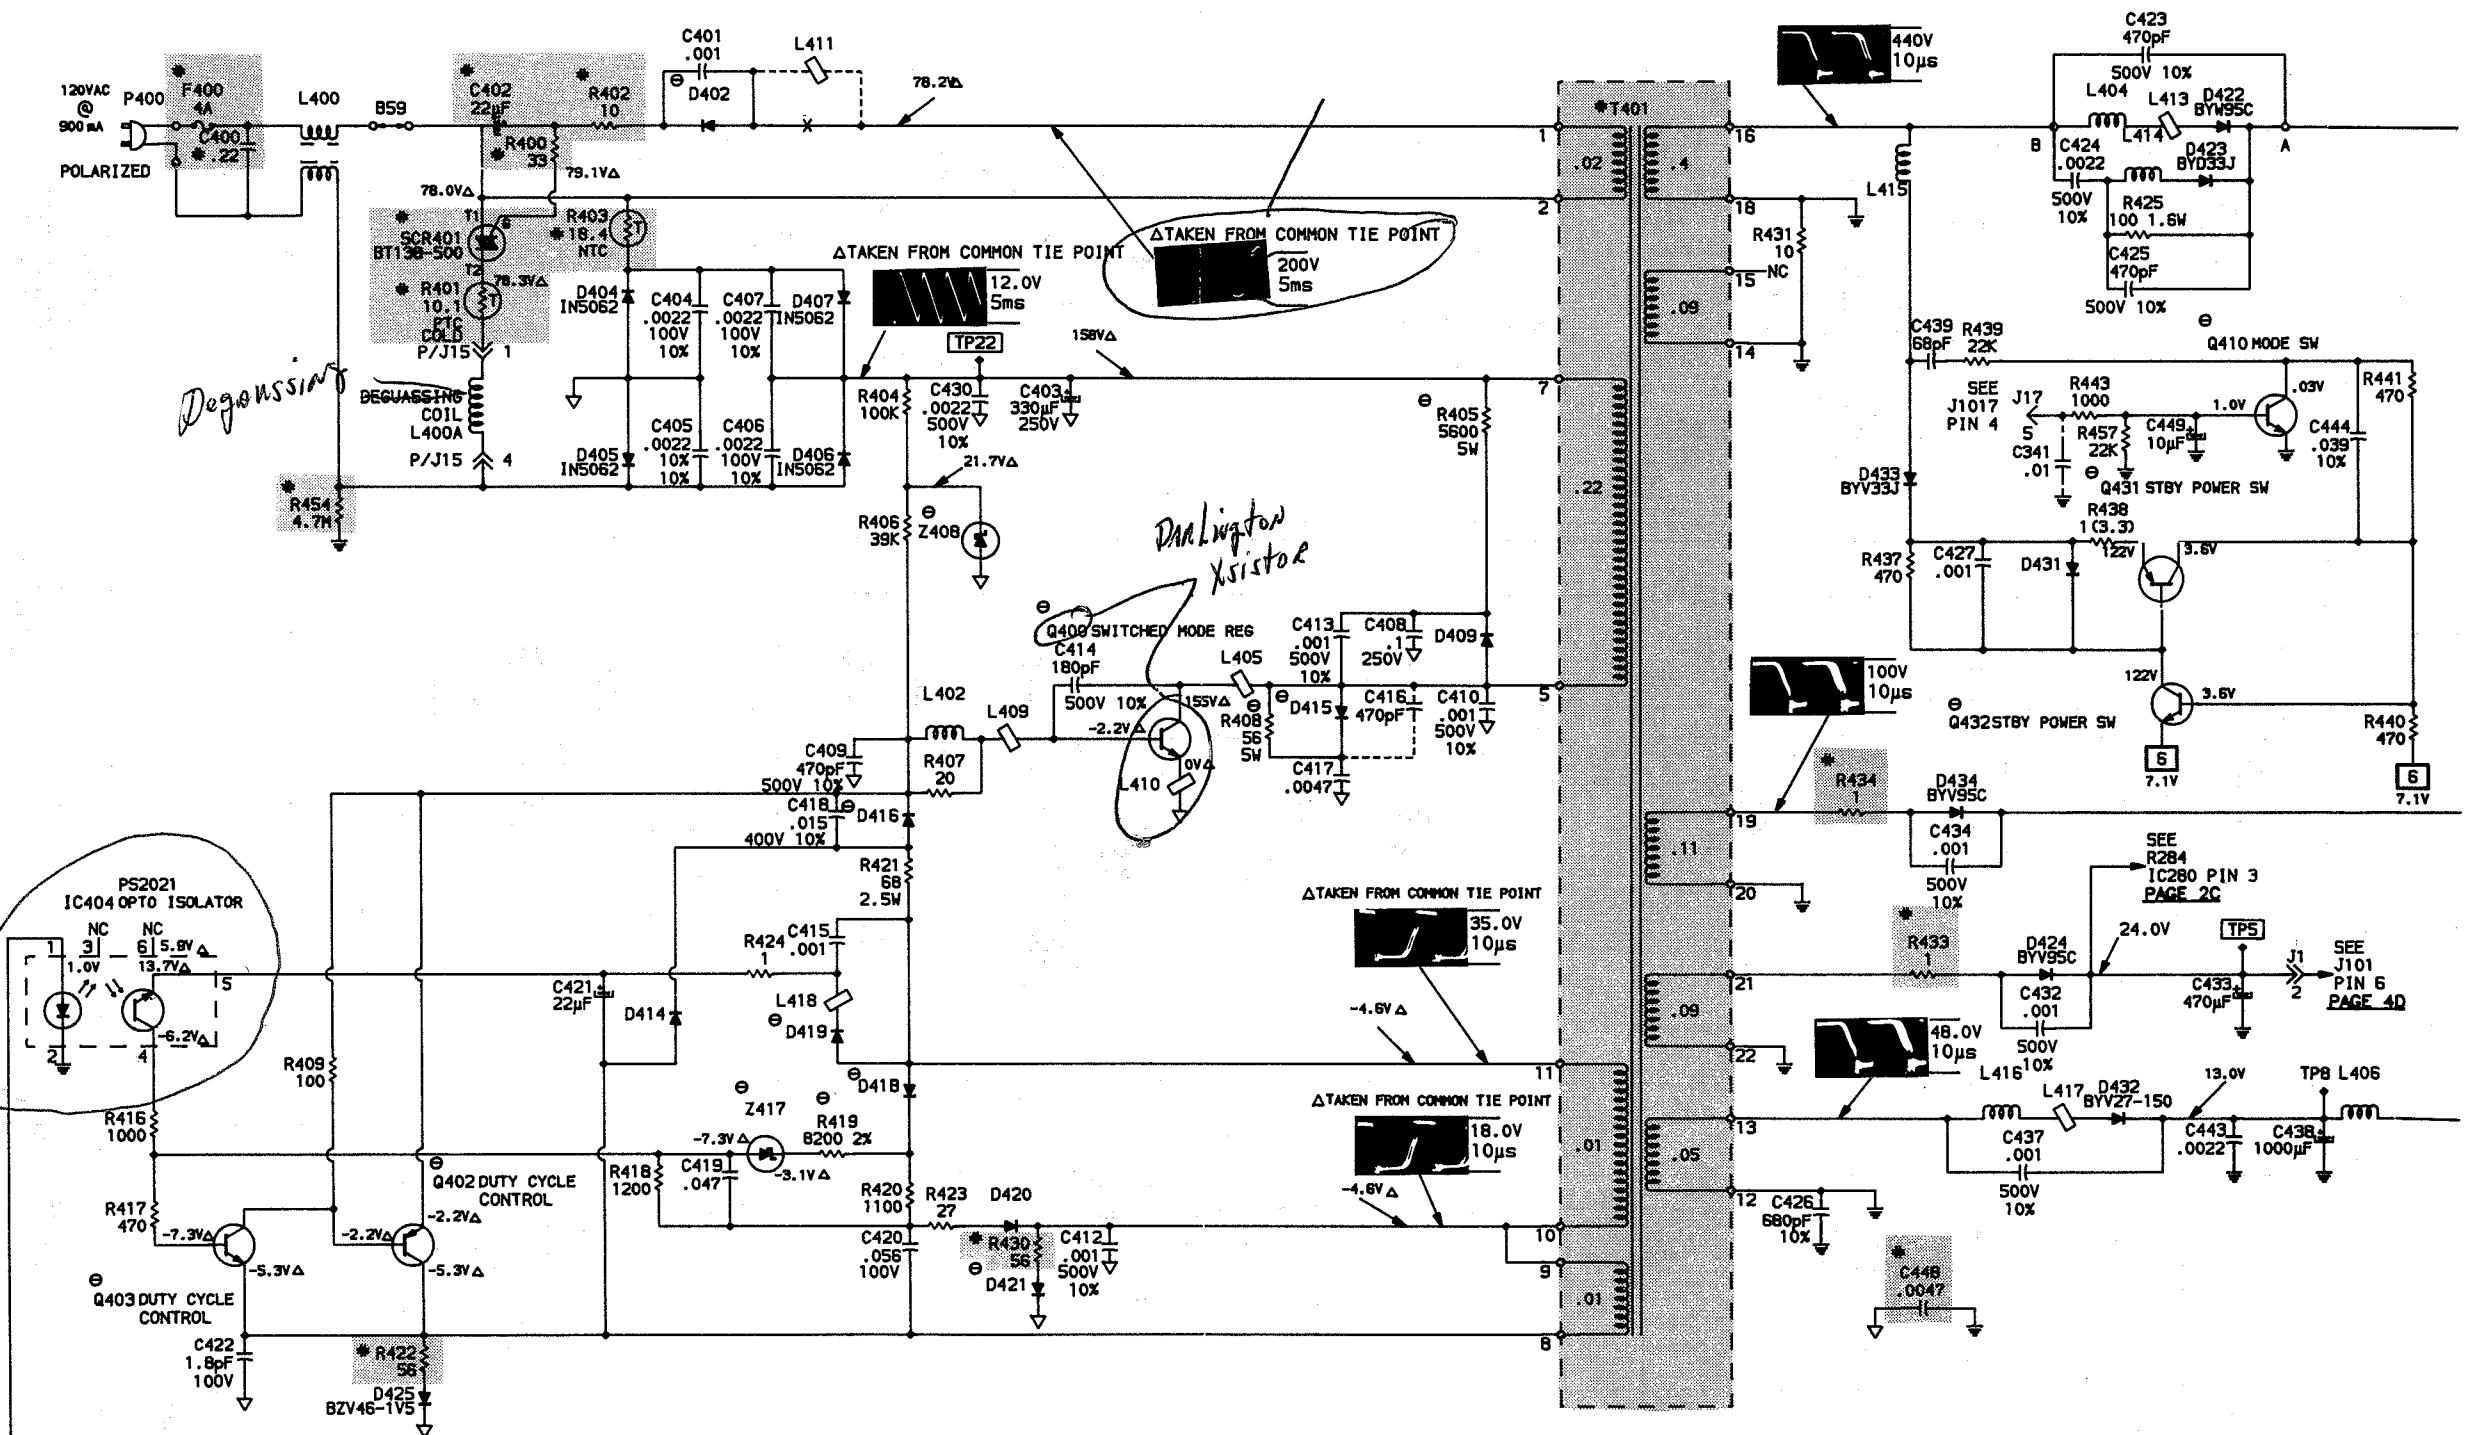 120VAC
@
900mA
P400
POLARIZED
F400
4A
C400
.22
L400
B59
C402
22µF
R402
10
R400
33
79.1V△
78.0V△
C401
.001
D402
L411
78.2V△
T1
G
SCR401
BT138-500
T2
78.3V△
R401
10.1
PTC
COLD
P/J15 1
R403
18.4
NTC
Degaussing
DEGUASSING
COIL
L400A
P/J15 4
R454
4.7M
D404
IN5062
C404
.0022
100V
10%
C407
.0022
100V
10%
D407
IN5062
D405
IN5062
C405
.0022
10%
10%
C406
.0022
100V
10%
D406
IN5062
△TAKEN FROM COMMON TIE POINT
12.0V
5ms
△TAKEN FROM COMMON TIE POINT
200V
5ms
TP22
158V△
R404
100K
C430
.0022
500V
10%
C403
330µF
250V
21.7V△
R406
39K
Z408
R405
5600
5W
Darlington
Xsistor
Q400 SWITCHED MODE REG
C414
180pF
500V 10%
L405
L402
L409
-2.2V△
155V△
0V△
L410
C413
.001
500V
10%
C408
.1
250V
D409
R408
56
5W
D415
C416
470pF
C410
.001
500V
10%
C417
.0047
C409
470pF
500V 10%
R407
20
C418
.015
400V 10%
D416
R421
68
2.5W
PS2021
IC404 OPTO ISOLATOR
NC
NC
1
3
6
5.9V△
1.0V
13.7V△
5
-6.2V△
2
4
C415
.001
R424
1
C421
22µF
D414
L418
D419
D418
R409
100
R416
1000
Z417
-7.3V△
R419
8200 2%
-3.1V△
R418
1200
C419
.047
R420
1100
R423
27
D420
R417
470
-7.3V△
-5.3V△
Q402 DUTY CYCLE
CONTROL
-2.2V△
-2.2V△
-5.3V△
Q403 DUTY CYCLE
CONTROL
C420
.056
100V
R430
56
D421
C412
.001
500V
10%
C422
1.8pF
100V
R422
56
D425
BZV46-1V5
△TAKEN FROM COMMON TIE POINT
35.0V
10µs
-4.6V△
△TAKEN FROM COMMON TIE POINT
18.0V
10µs
-4.6V△
T401
1
2
7
5
11
10
9
8
.02
.22
.01
.01
.4
.09
.11
.09
.05
16
18
15
14
19
20
21
22
13
12
440V
10µs
L415
R431
10
NC
C423
470pF
500V 10%
L404
L413
D422
BYW95C
L414
D423
BYD33J
B
A
C424
.0022
500V
10%
R425
100 1.6W
C425
470pF
500V 10%
C439
68pF
R439
22K
Q410 MODE SW
.03V
R441
470
SEE
J1017
PIN 4
J17
5
R443
1000
1.0V
C341
.01
R457
22K
C449
10µF
C444
.039
10%
D433
BYV33J
Q431 STBY POWER SW
R438
1 (3.3)
122V
3.6V
R437
470
C427
.001
D431
122V
3.6V
Q432 STBY POWER SW
R440
470
6
7.1V
6
7.1V
100V
10µs
R434
1
D434
BYV95C
C434
.001
500V
10%
SEE
R284
IC280 PIN 3
PAGE 2C
R433
1
D424
BYV95C
24.0V
TP5
C432
.001
500V
10%
C433
470µF
J1
2
SEE
J101
PIN 6
PAGE 4D
48.0V
10µs
L416
L417
D432
BYV27-150
13.0V
TP8 L406
C437
.001
500V
10%
C443
.0022
C438
1000µF
C426
680pF
10%
C448
.0047